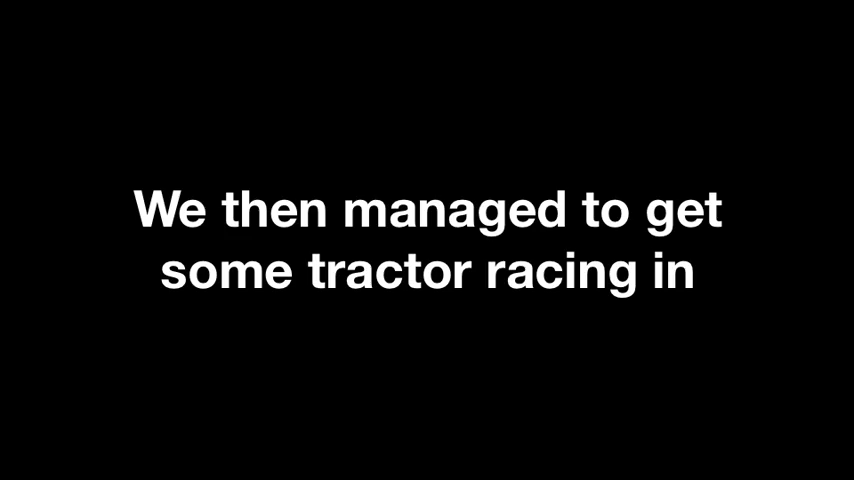 We then managed to get
some tractor racing in